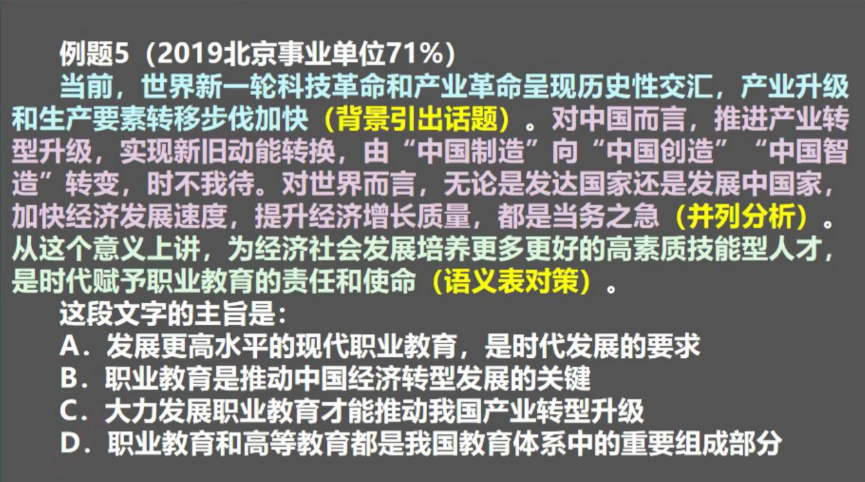 例题5（2019北京事业单位71%）
当前，世界新一轮科技革命和产业革命呈现历史性交汇，产业升级
和生产要素转移步伐加快（背景引出话题）。对中国而言，推进产业转
型升级，实现新旧动能转换，由“中国制造”向“中国创造”“中国智
造”转变，时不我待。对世界而言，无论是发达国家还是发展中国家，
加快经济发展速度，提升经济增长质量，都是当务之急（并列分析）。
从这个意义上讲，为经济社会发展培养更多更好的高素质技能型人才，
是时代赋予职业教育的责任和使命（语义表对策）。
这段文字的主旨是：
A．发展更高水平的现代职业教育，是时代发展的要求
B．职业教育是推动中国经济转型发展的关键
C．大力发展职业教育才能推动我国产业转型升级
D．职业教育和高等教育都是我国教育体系中的重要组成部分